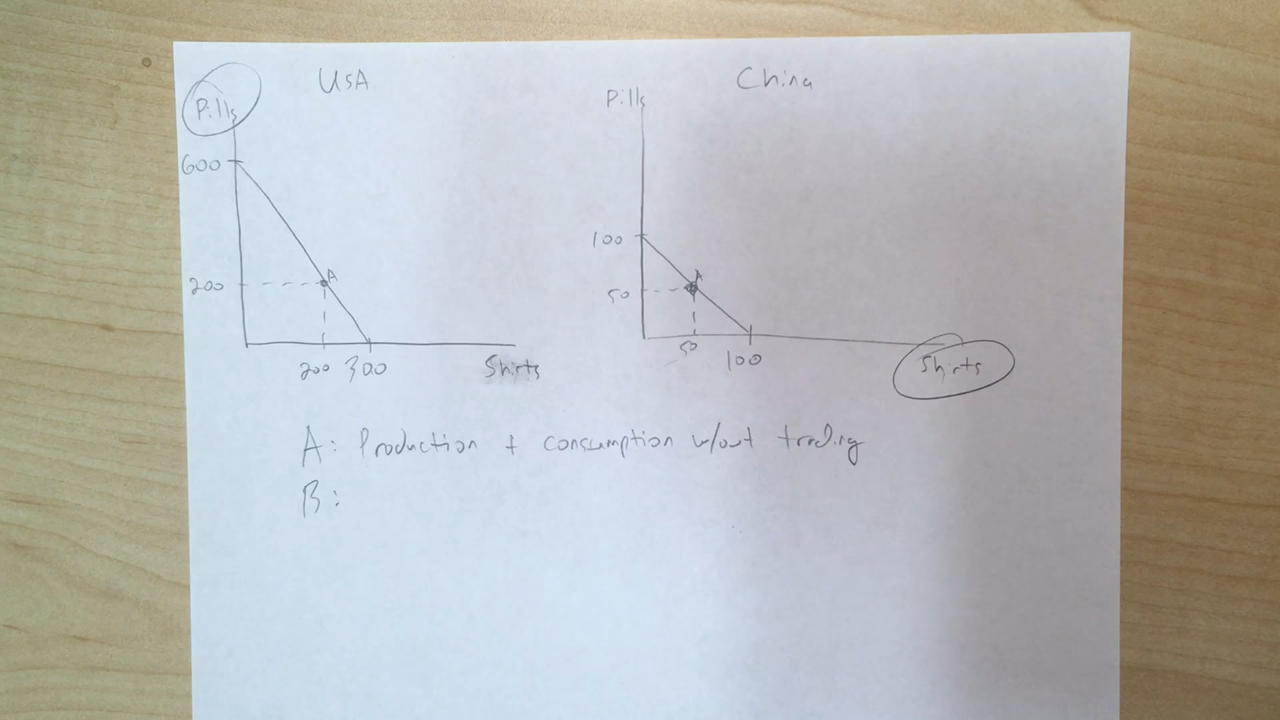 USA
Pills
600
200
A
200 300
Shirts
China
Pills
100
50
A
50
100
Shirts
A: Production + consumption w/out trading
B: